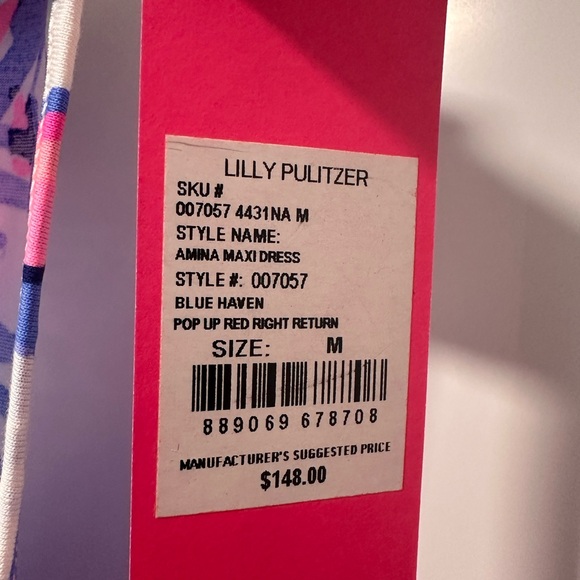 LILLY PULITZER
SKU #
007057 4431NA M
STYLE NAME:
AMINA MAXI DRESS
STYLE #: 007057
BLUE HAVEN
POP UP RED RIGHT RETURN
SIZE: M
889069 678708
MANUFACTURER'S SUGGESTED PRICE
$148.00